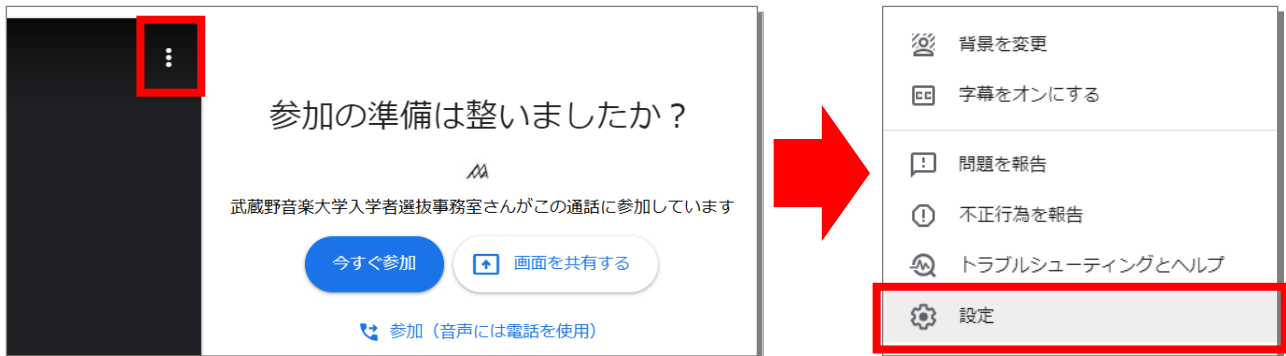 参加の準備は整いましたか？
武蔵野音楽大学入学者選抜事務室さんがこの通話に参加しています
今すぐ参加
画面を共有する
参加（音声には電話を使用）
背景を変更
CC 字幕をオンにする
問題を報告
不正行為を報告
トラブルシューティングとヘルプ
設定